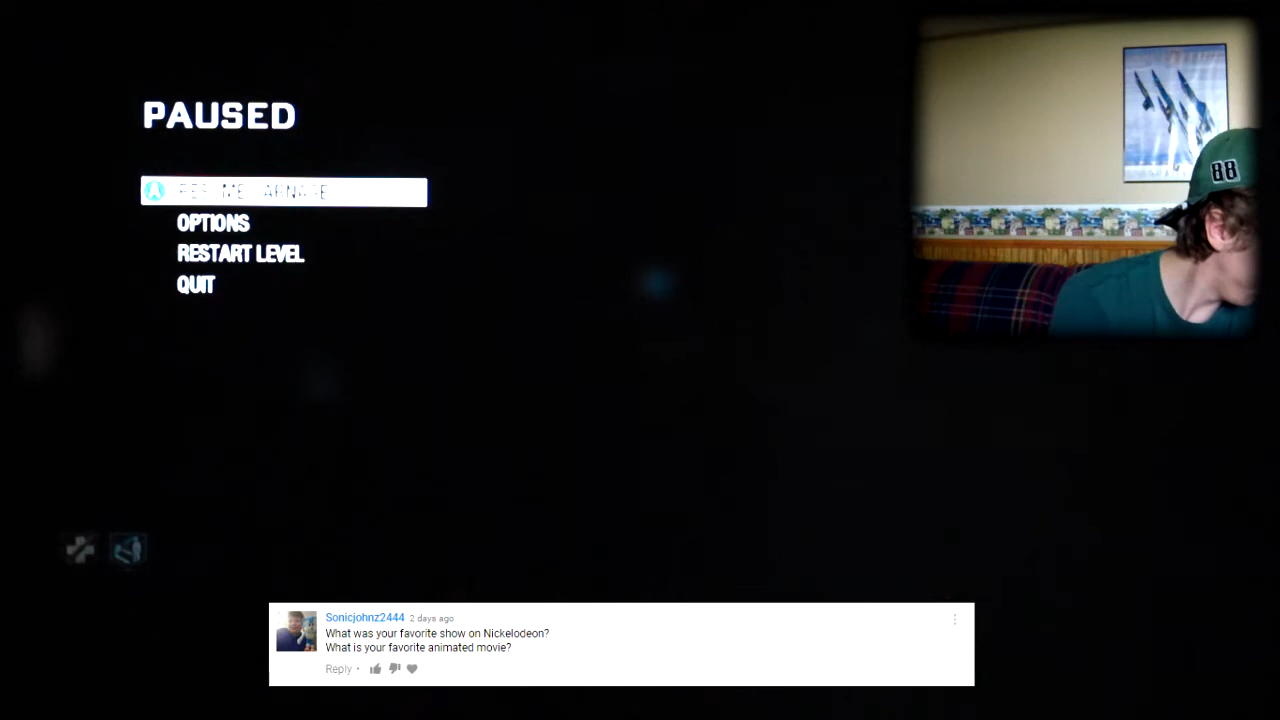 PAUSED
OPTIONS
RESTART LEVEL
QUIT
88
Sonicjohnz2444 2 days ago
What was your favorite show on Nickelodeon?
What is your favorite animated movie?
Reply •